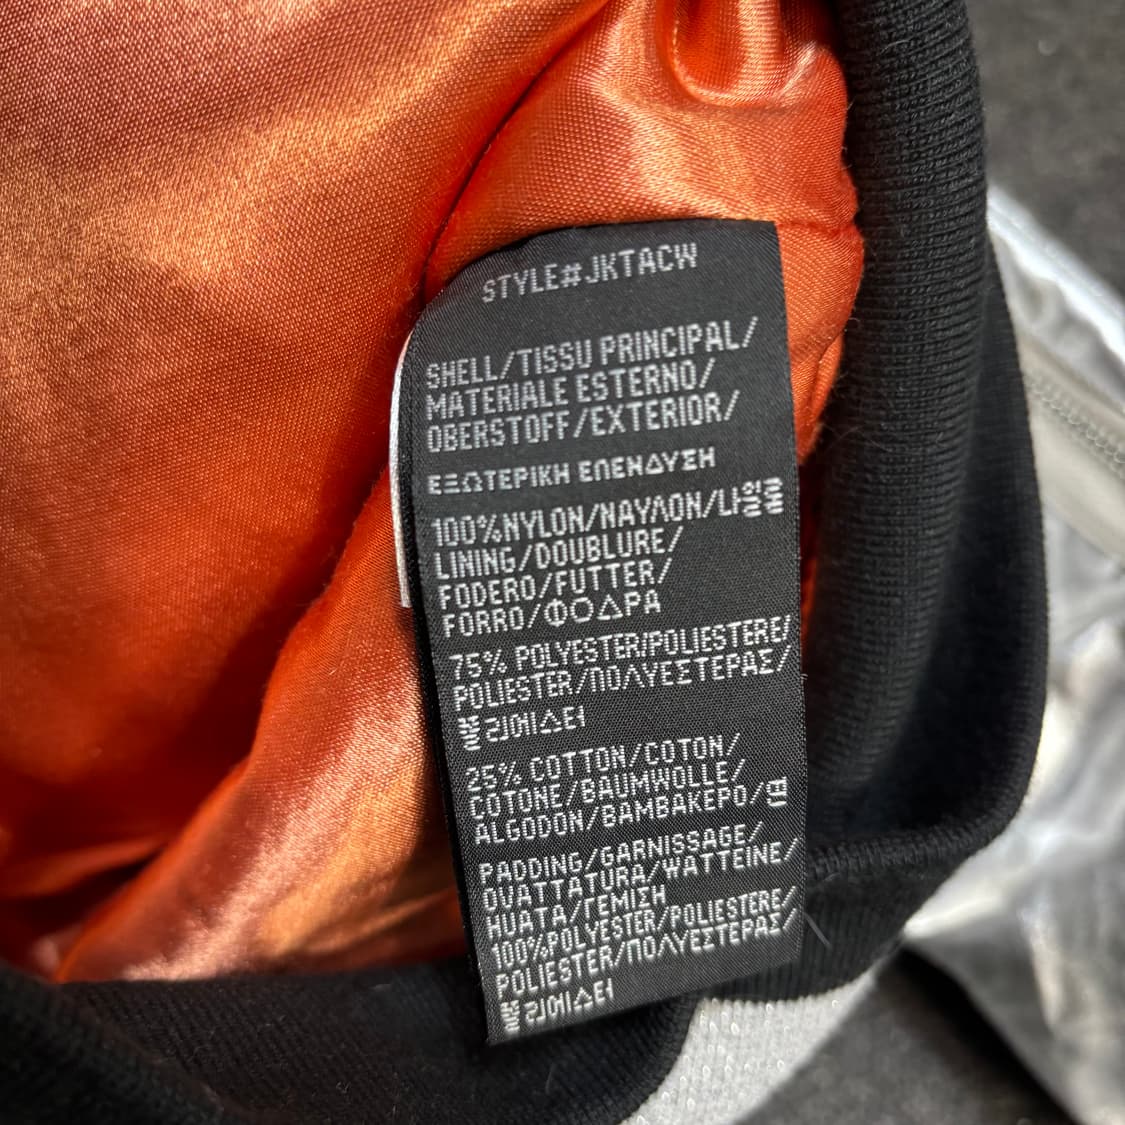 STYLE#JKTACW
SHELL/TISSU PRINCIPAL/
MATERIALE ESTERNO/
OBERSTOFF/EXTERIOR/
ΕΞΩΤΕΡΙΚΗ ΕΠΕΝΔΥΣΗ
100%NYLON/ΝΑΥΛΟΝ/나일론
LINING/DOUBLURE/
FODERO/FUTTER/
FORRO/ΦΟΔΡΑ
75% POLYESTER/POLIESTERE/
POLIESTER/ΠΟΛΥΕΣΤΕΡΑΣ/
폴리에스터
25% COTTON/COTON/
COTONE/BAUMWOLLE/
ALGODON/ΒΑΜΒΑΚΕΡΟ/면
PADDING/GARNISSAGE/
OVATTATURA/WATTEINE/
HUATA/ΓΕΜΙΣΗ
100%POLYESTER/POLIESTERE/
POLIESTER/ΠΟΛΥΕΣΤΕΡΑΣ/
폴리에스터